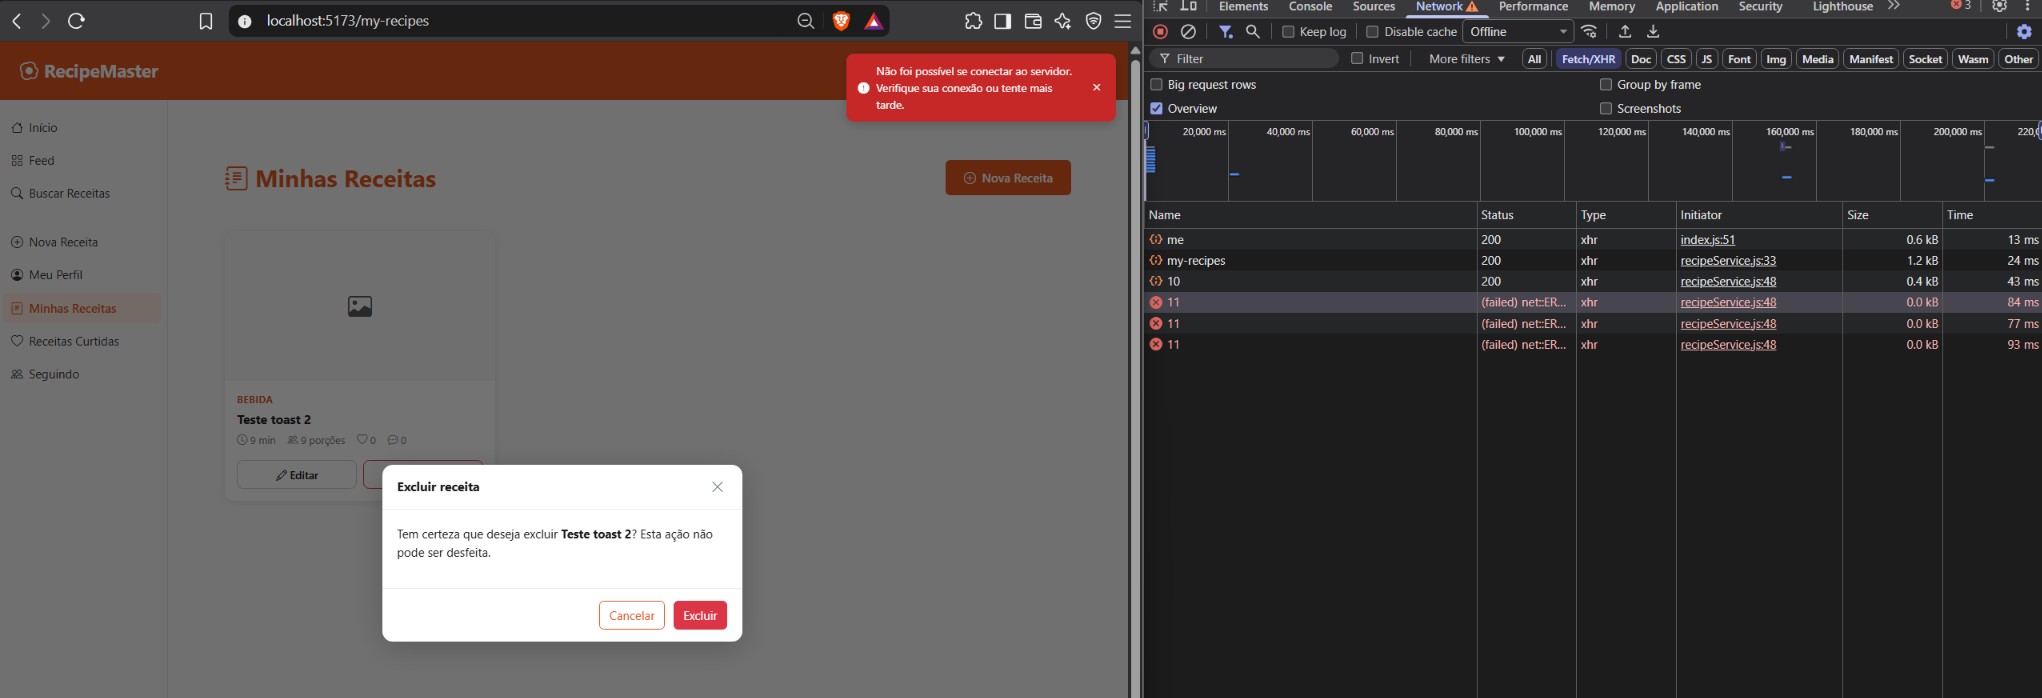 localhost:5173/my-recipes
RecipeMaster
Não foi possível se conectar ao servidor.
Verifique sua conexão ou tente mais
tarde.
Início
Feed
Buscar Receitas
Nova Receita
Meu Perfil
Minhas Receitas
Receitas Curtidas
Seguindo
Minhas Receitas
Nova Receita
BEBIDA
Teste toast 2
9 min 9 porções 0 0
Editar
Excluir receita
Tem certeza que deseja excluir Teste toast 2? Esta ação não
pode ser desfeita.
Cancelar Excluir
Elements Console Sources Network Performance Memory Application Security Lighthouse 3
Keep log Disable cache Offline
Filter Invert More filters All Fetch/XHR Doc CSS JS Font Img Media Manifest Socket Wasm Other
Big request rows Group by frame
Overview Screenshots
20,000 ms 40,000 ms 60,000 ms 80,000 ms 100,000 ms 120,000 ms 140,000 ms 160,000 ms 180,000 ms 200,000 ms 220,0
Name Status Type Initiator Size Time
me 200 xhr index.js:51 0.6 kB 13 ms
my-recipes 200 xhr recipeService.js:33 1.2 kB 24 ms
10 200 xhr recipeService.js:48 0.4 kB 43 ms
11 (failed) net::ER... xhr recipeService.js:48 0.0 kB 84 ms
11 (failed) net::ER... xhr recipeService.js:48 0.0 kB 77 ms
11 (failed) net::ER... xhr recipeService.js:48 0.0 kB 93 ms